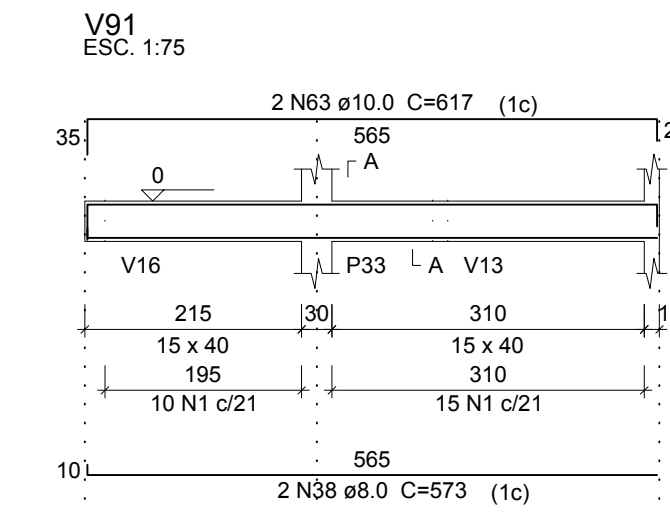 V91
ESC. 1:75
2 N63 ø10.0 C=617 (1c)
35 565 2
A
0
V16 P33 A V13
215 30 310 1
15 x 40 15 x 40
195 310
10 N1 c/21 15 N1 c/21
10 565
2 N38 ø8.0 C=573 (1c)